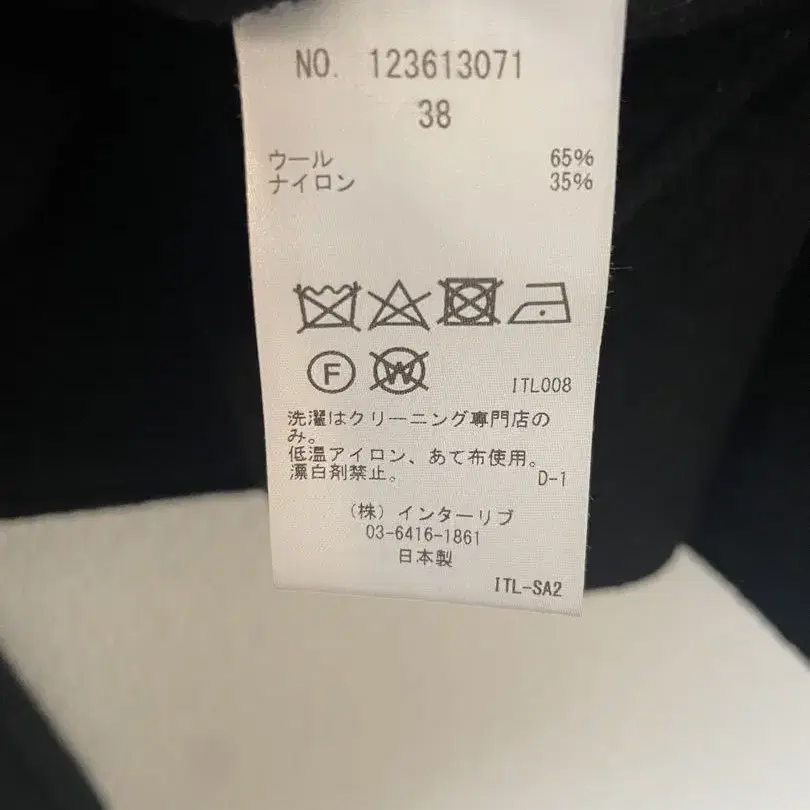 NO. 123613071
38
ウール 65%
ナイロン 35%
F
W
ITL008
洗濯はクリーニング専門店の
み。
低温アイロン、あて布使用。
漂白剤禁止。
D-1
(株)インターリブ
03-6416-1861
日本製
ITL-SA2